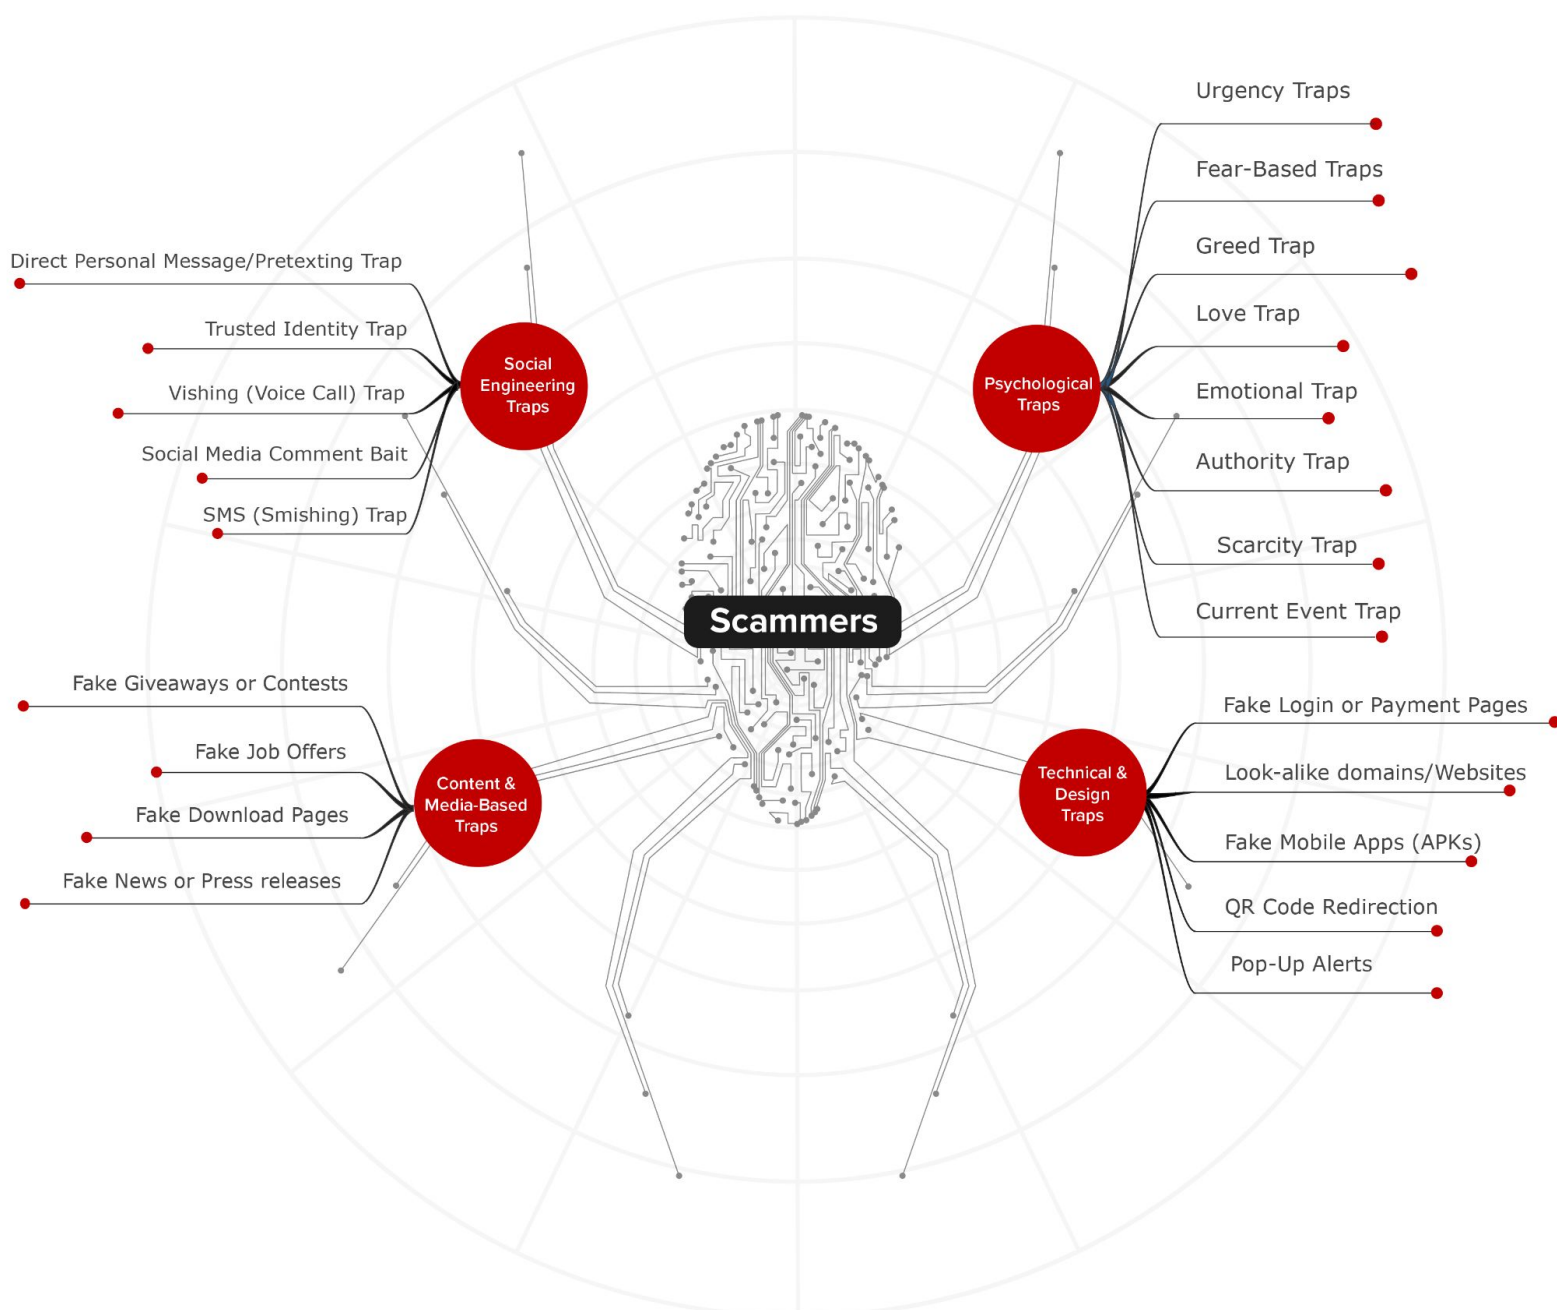 Scammers
Social
Engineering
Traps
Direct Personal Message/Pretexting Trap
Trusted Identity Trap
Vishing (Voice Call) Trap
Social Media Comment Bait
SMS (Smishing) Trap
Psychological
Traps
Urgency Traps
Fear-Based Traps
Greed Trap
Love Trap
Emotional Trap
Authority Trap
Scarcity Trap
Current Event Trap
Content &
Media-Based
Traps
Fake Giveaways or Contests
Fake Job Offers
Fake Download Pages
Fake News or Press releases
Technical &
Design
Traps
Fake Login or Payment Pages
Look-alike domains/Websites
Fake Mobile Apps (APKs)
QR Code Redirection
Pop-Up Alerts